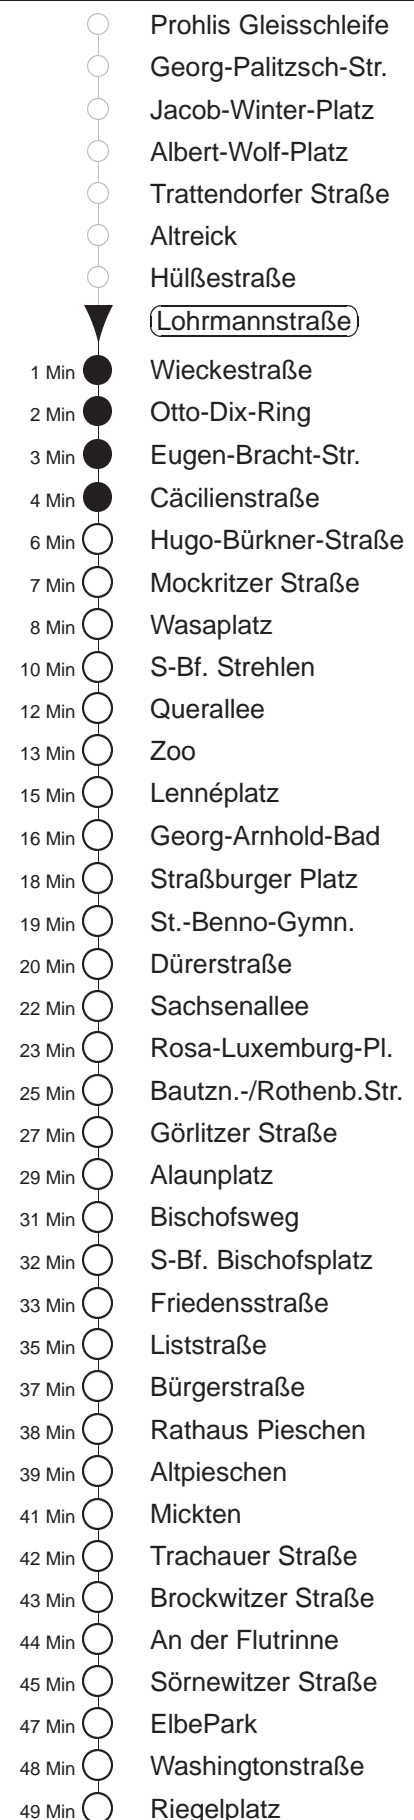 Prohlis Gleisschleife
Georg-Palitzsch-Str.
Jacob-Winter-Platz
Albert-Wolf-Platz
Trattendorfer Straße
Altreick
Hülßestraße
Lohrmannstraße
1 Min Wieckestraße
2 Min Otto-Dix-Ring
3 Min Eugen-Bracht-Str.
4 Min Cäcilienstraße
6 Min Hugo-Bürkner-Straße
7 Min Mockritzer Straße
8 Min Wasaplatz
10 Min S-Bf. Strehlen
12 Min Querallee
13 Min Zoo
15 Min Lennéplatz
16 Min Georg-Arnhold-Bad
18 Min Straßburger Platz
19 Min St.-Benno-Gymn.
20 Min Dürerstraße
22 Min Sachsenallee
23 Min Rosa-Luxemburg-Pl.
25 Min Bautzn.-/Rothenb.Str.
27 Min Görlitzer Straße
29 Min Alaunplatz
31 Min Bischofsweg
32 Min S-Bf. Bischofsplatz
33 Min Friedensstraße
35 Min Liststraße
37 Min Bürgerstraße
38 Min Rathaus Pieschen
39 Min Altpieschen
41 Min Mickten
42 Min Trachauer Straße
43 Min Brockwitzer Straße
44 Min An der Flutrinne
45 Min Sörnewitzer Straße
47 Min ElbePark
48 Min Washingtonstraße
49 Min Riegelplatz